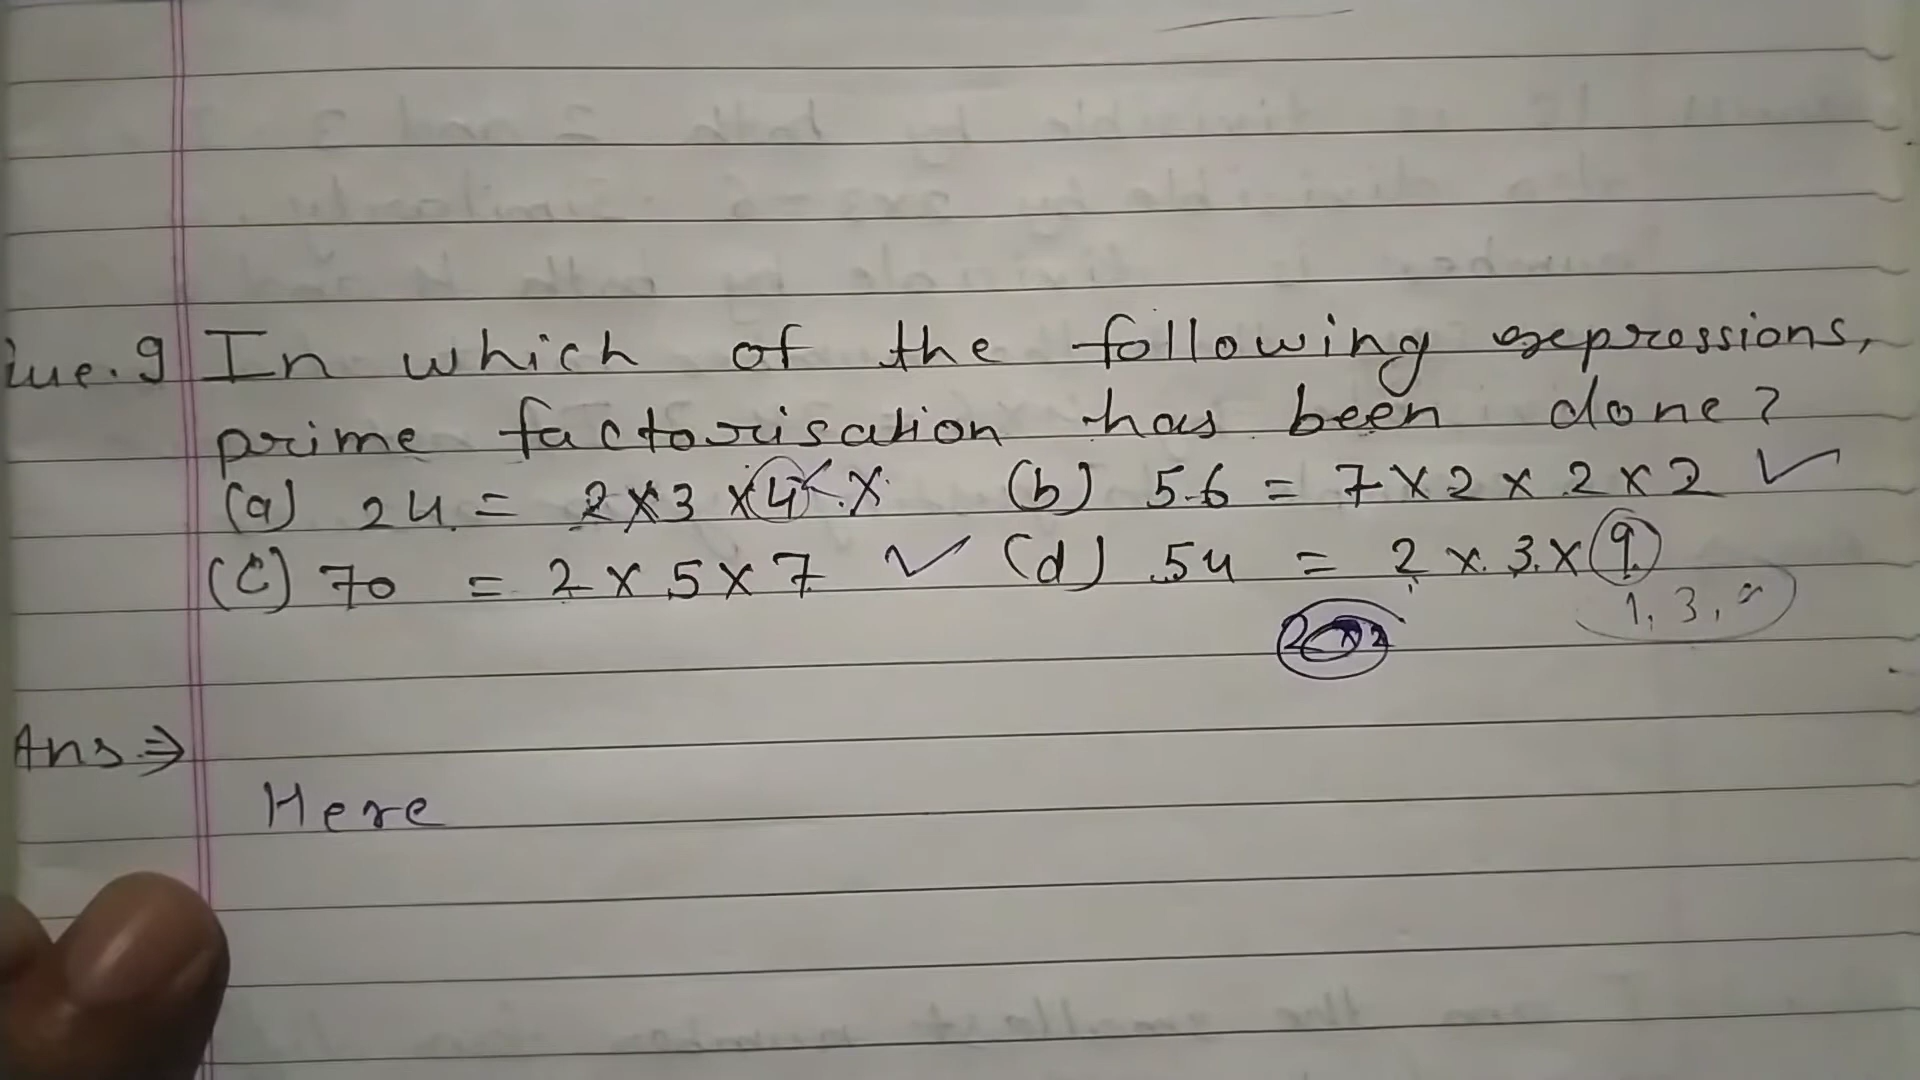 ue.9 In which of the following expressions,
prime factorisation has been done?
(a) 24 = 2×3×4 × (b) 56 = 7×2×2×2 ✓
(c) 70 = 2×5×7 ✓ (d) 54 = 2×3×9
1, 3,
Ans ⇒
Here